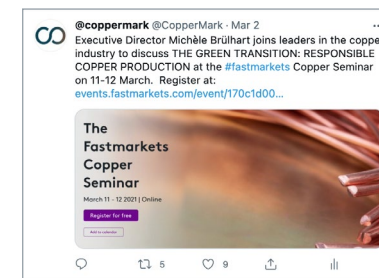 @coppermark @CopperMark · Mar 2
Executive Director Michèle Brülhart joins leaders in the coppe
industry to discuss THE GREEN TRANSITION: RESPONSIBLE
COPPER PRODUCTION at the #fastmarkets Copper Seminar
on 11-12 March. Register at:
events.fastmarkets.com/event/170c1d00...
The
Fastmarkets
Copper
Seminar
March 11 - 12 2021 | Online
Register for free
Add to calendar
5 9